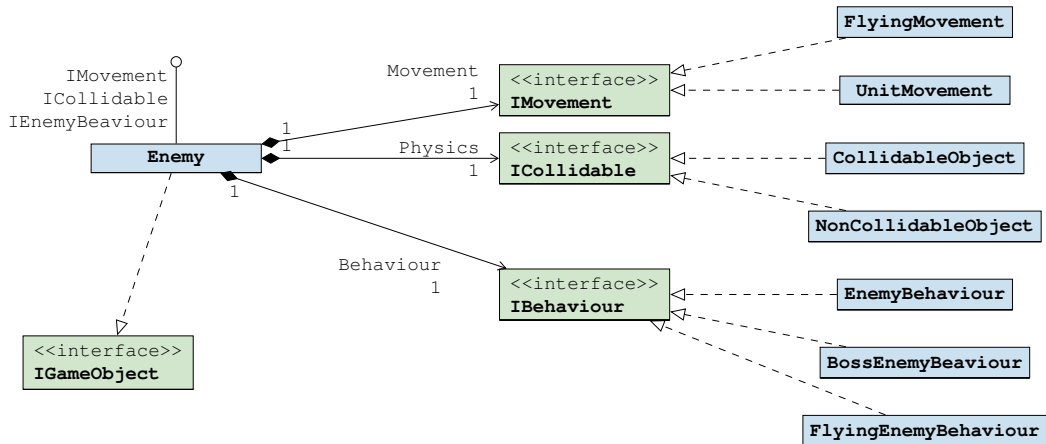 FlyingMovement
IMovement
ICollidable
IEnemyBeaviour
Movement
1
<<interface>>
IMovement
UnitMovement
1
1
Enemy
Physics
1
<<interface>>
ICollidable
CollidableObject
1
NonCollidableObject
Behaviour
1
<<interface>>
IBehaviour
EnemyBehaviour
<<interface>>
IGameObject
BossEnemyBeaviour
FlyingEnemyBehaviour